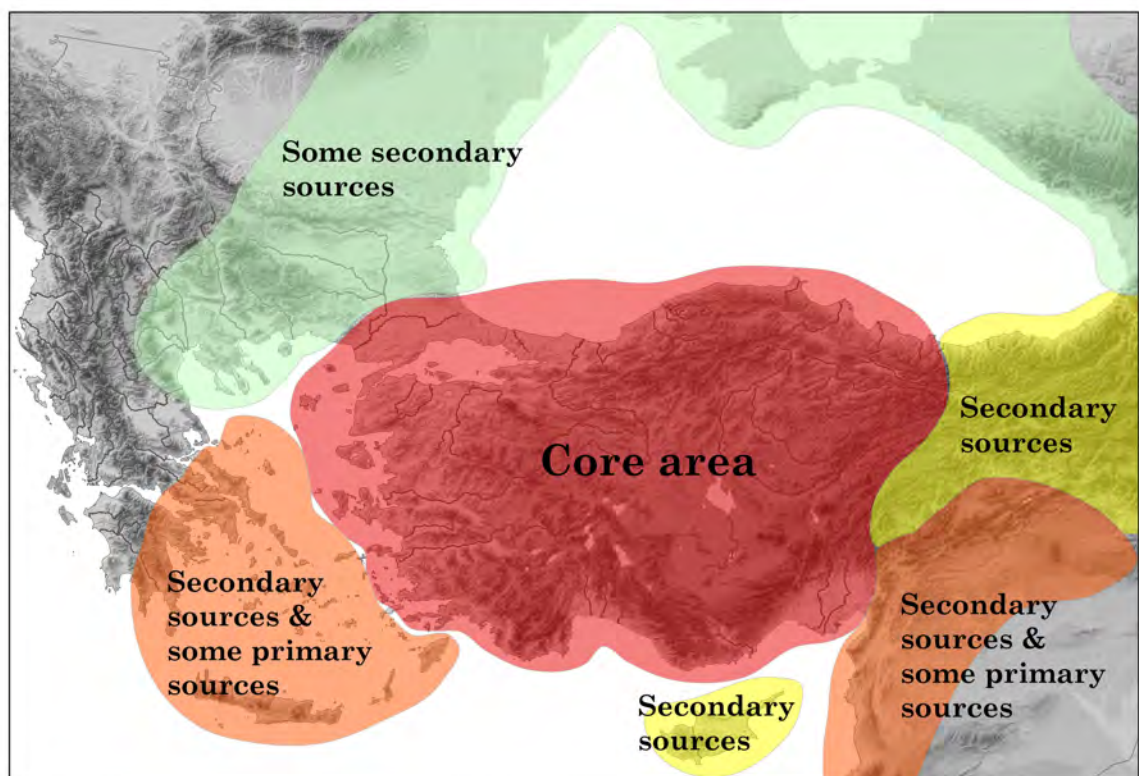 Some secondary
sources
Core area
Secondary
sources
Secondary
sources &
some primary
sources
Secondary
sources &
some primary
sources
Secondary
sources